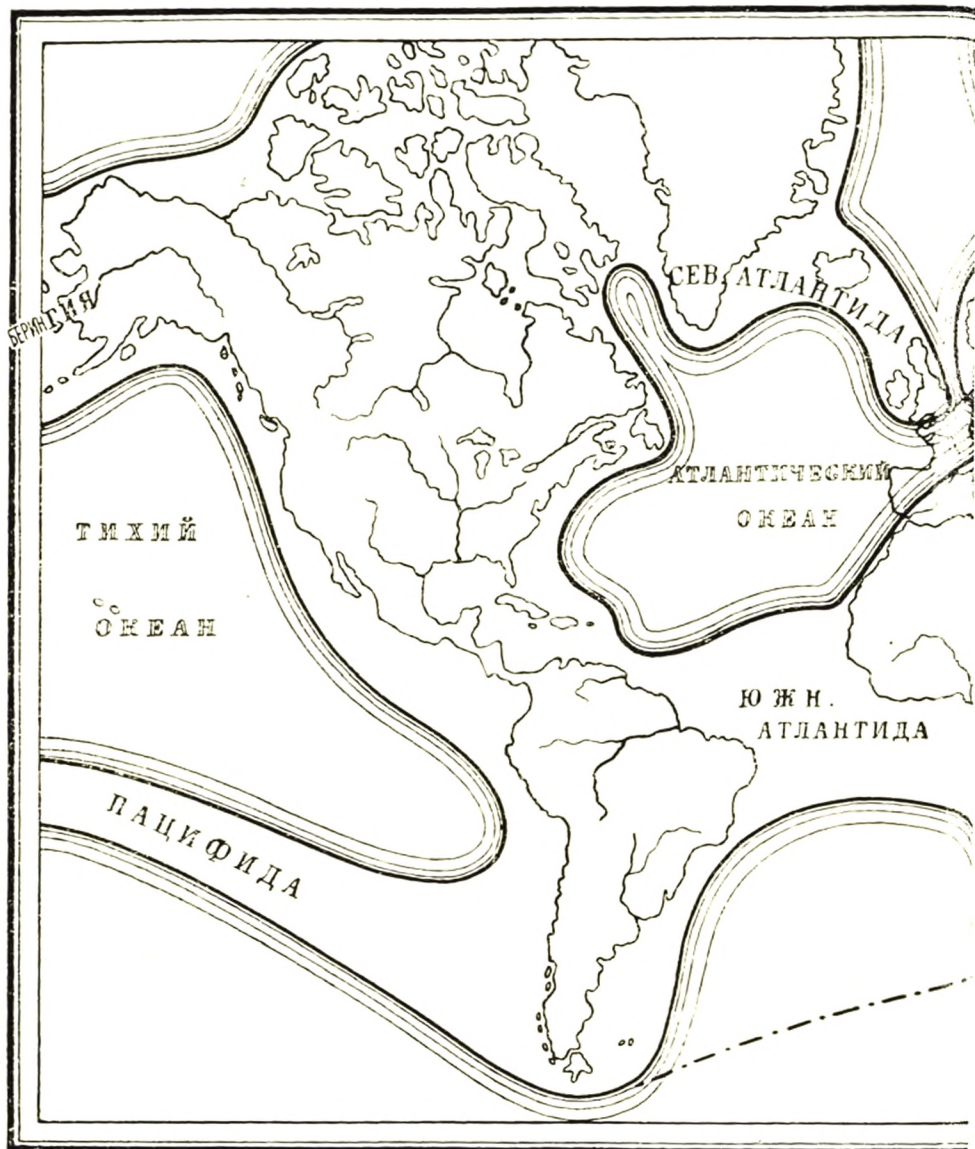 СЕВ. АТЛАНТИДА
БЕРИНГИЯ
АТЛАНТИЧЕСКИЙ
ОКЕАН
ТИХИЙ
ОКЕАН
ЮЖН.
АТЛАНТИДА
ПАЦИФИДА